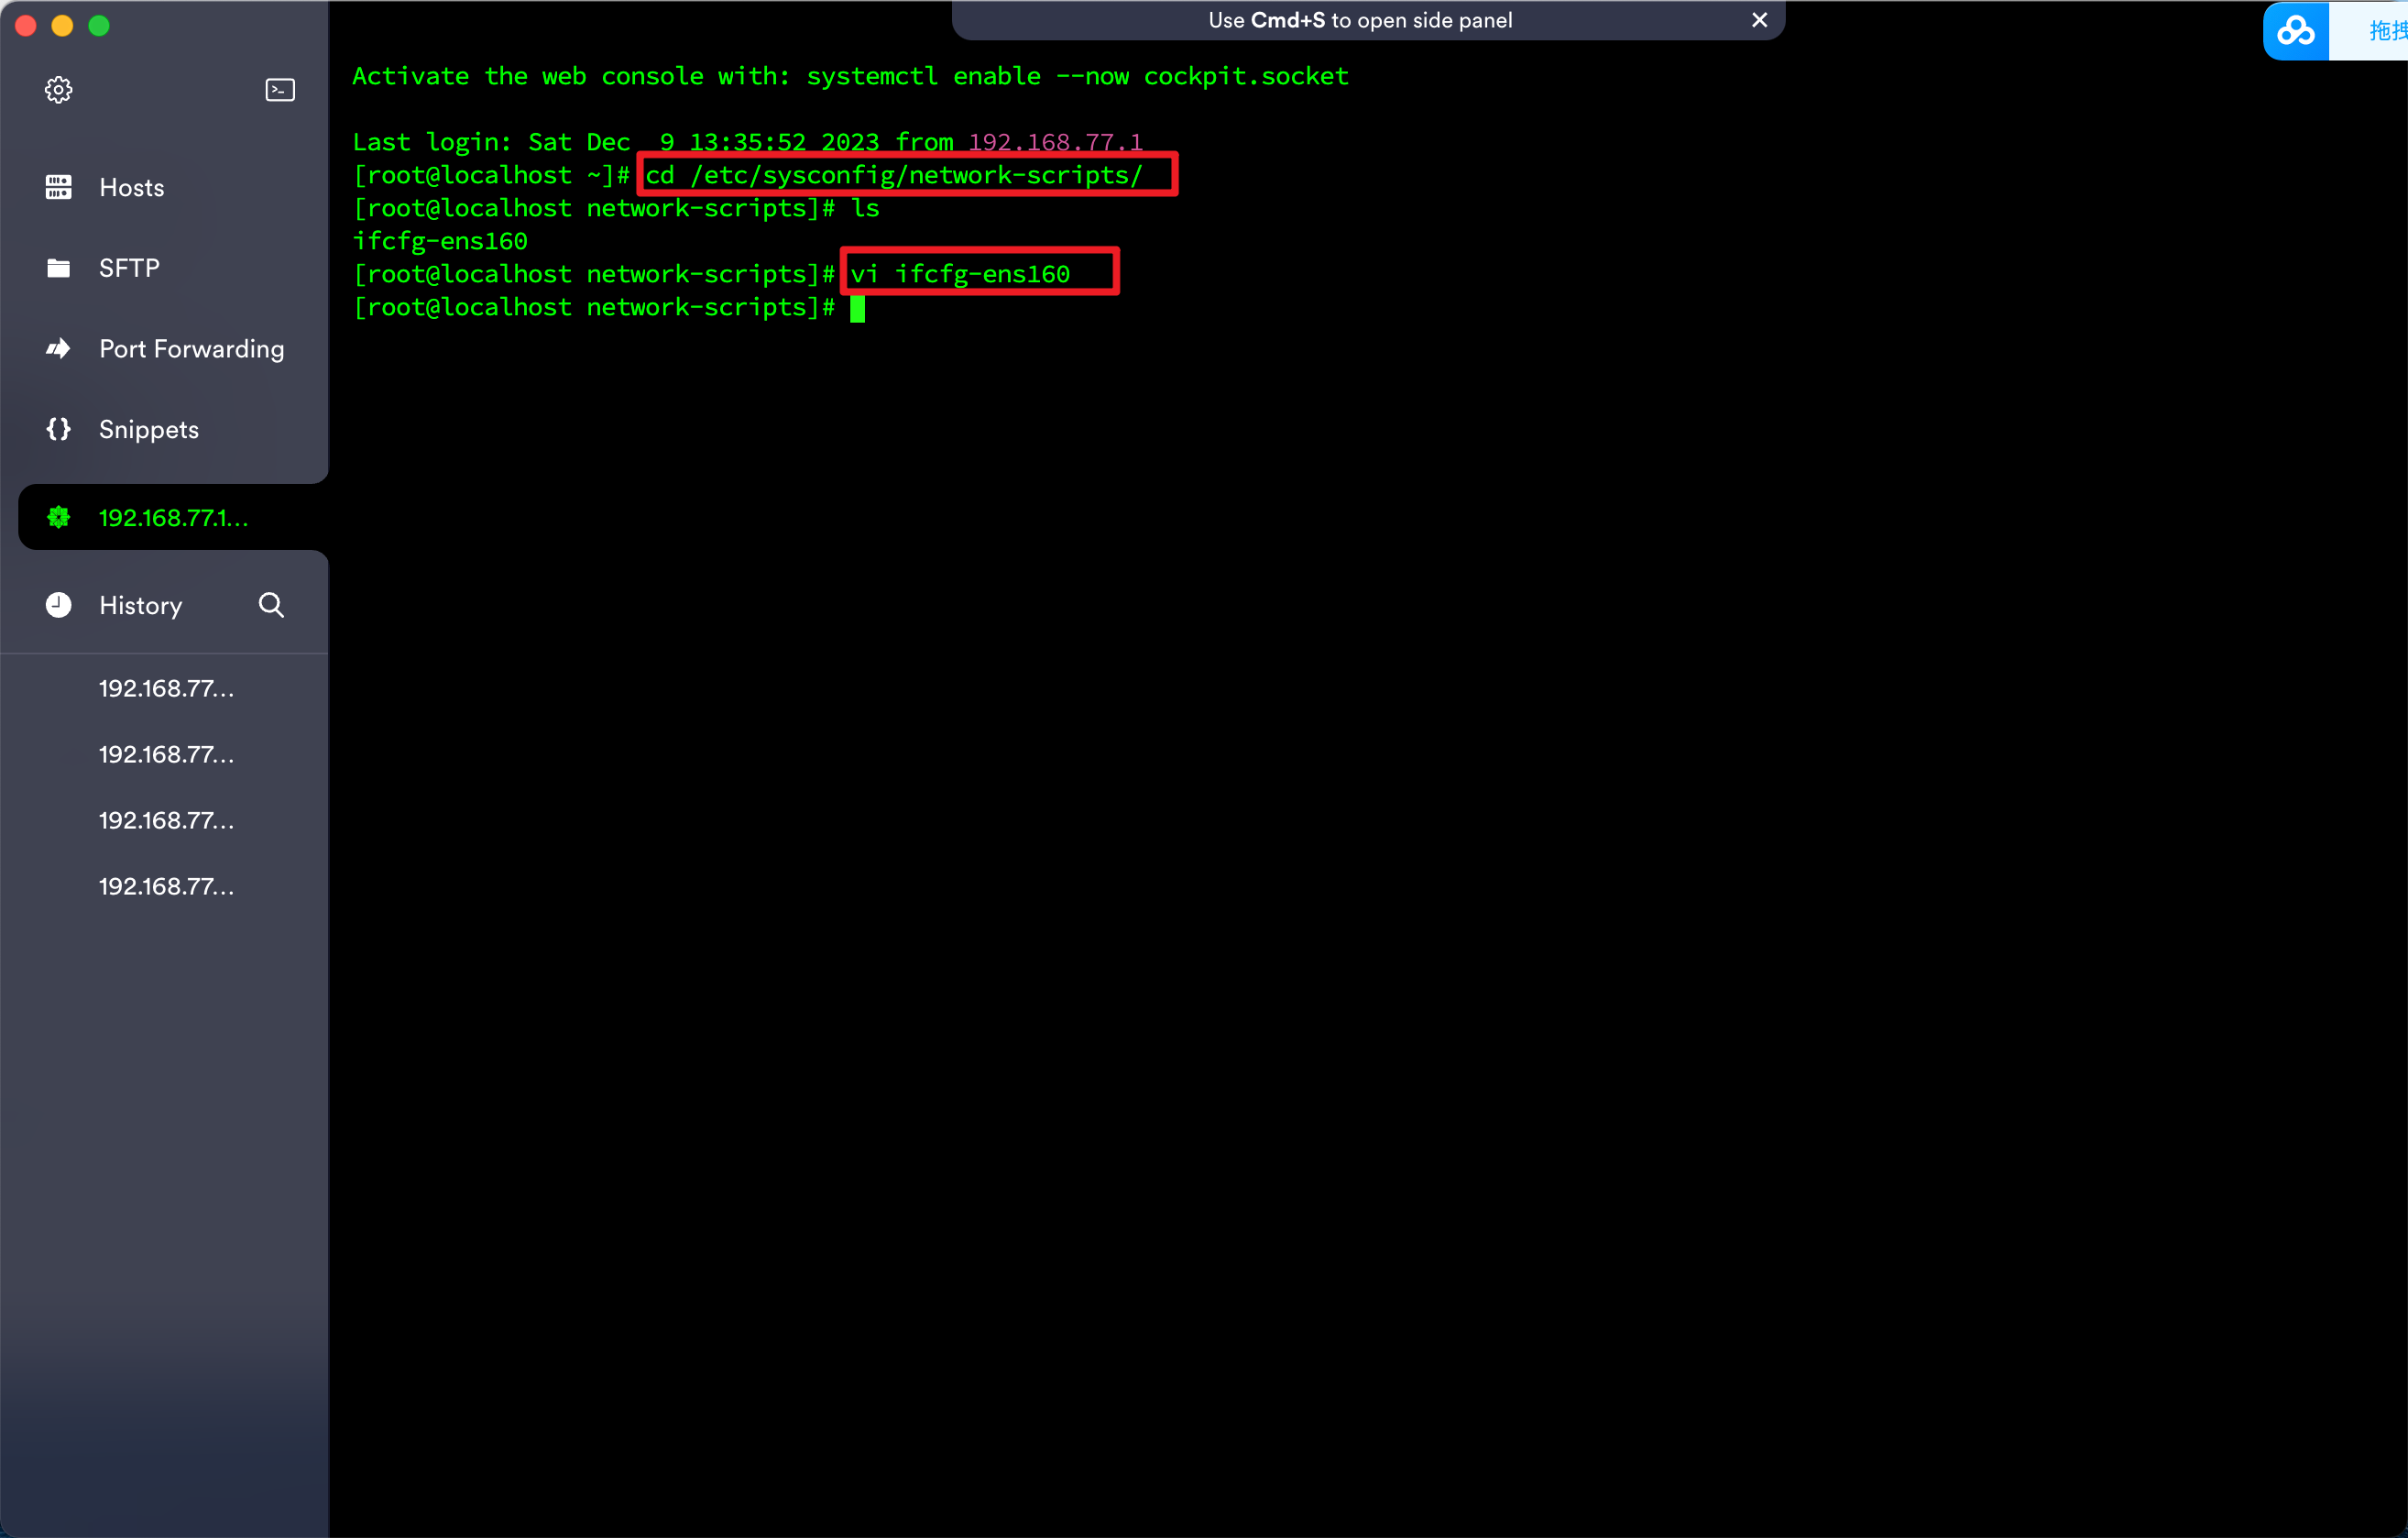 Use Cmd+S to open side panel
拖拽
Activate the web console with: systemctl enable --now cockpit.socket
Last login: Sat Dec  9 13:35:52 2023 from 192.168.77.1
[root@localhost ~]# cd /etc/sysconfig/network-scripts/
[root@localhost network-scripts]# ls
ifcfg-ens160
[root@localhost network-scripts]# vi ifcfg-ens160
[root@localhost network-scripts]#
Hosts
SFTP
Port Forwarding
Snippets
192.168.77.1...
History
192.168.77...
192.168.77...
192.168.77...
192.168.77...